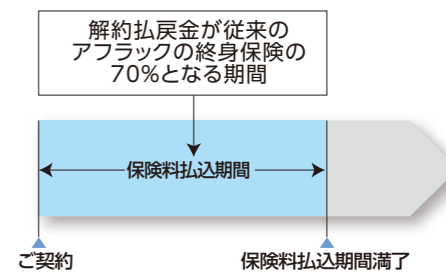 解約払戻金が従来の
アフラックの終身保険の
70%となる期間
保険料払込期間
ご契約
保険料払込期間満了